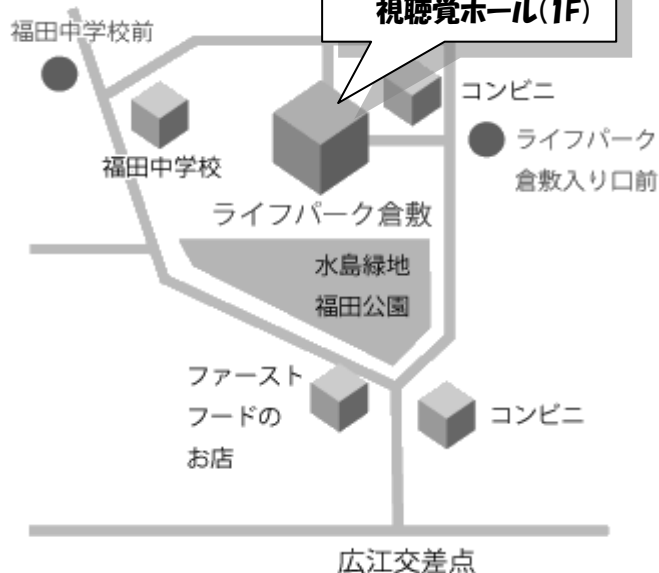 視聴覚ホール(1F)
福田中学校前
コンビニ
ライフパーク
倉敷入り口前
福田中学校
ライフパーク倉敷
水島緑地
福田公園
ファースト
フードの
お店
コンビニ
広江交差点